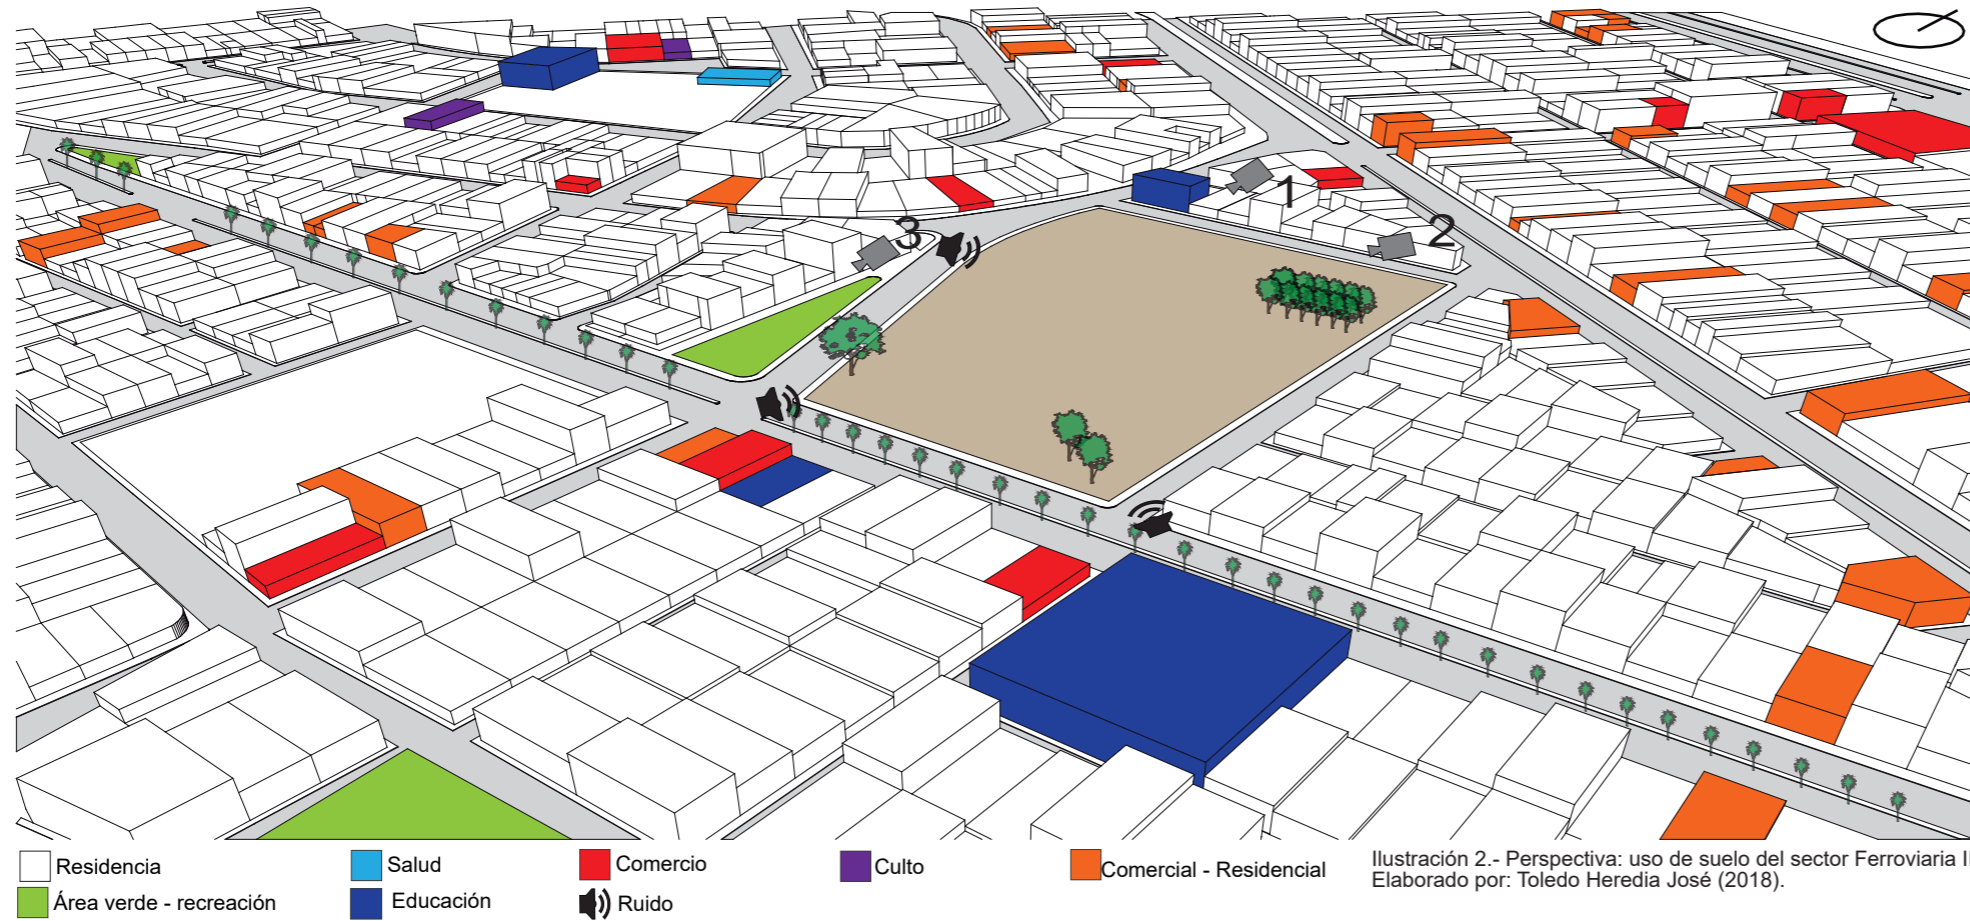 1
2
3
Residencia
Salud
Comercio
Culto
Comercial - Residencial
Área verde - recreación
Educación
Ruido
Ilustración 2.- Perspectiva: uso de suelo del sector Ferroviaria I
Elaborado por: Toledo Heredia José (2018).